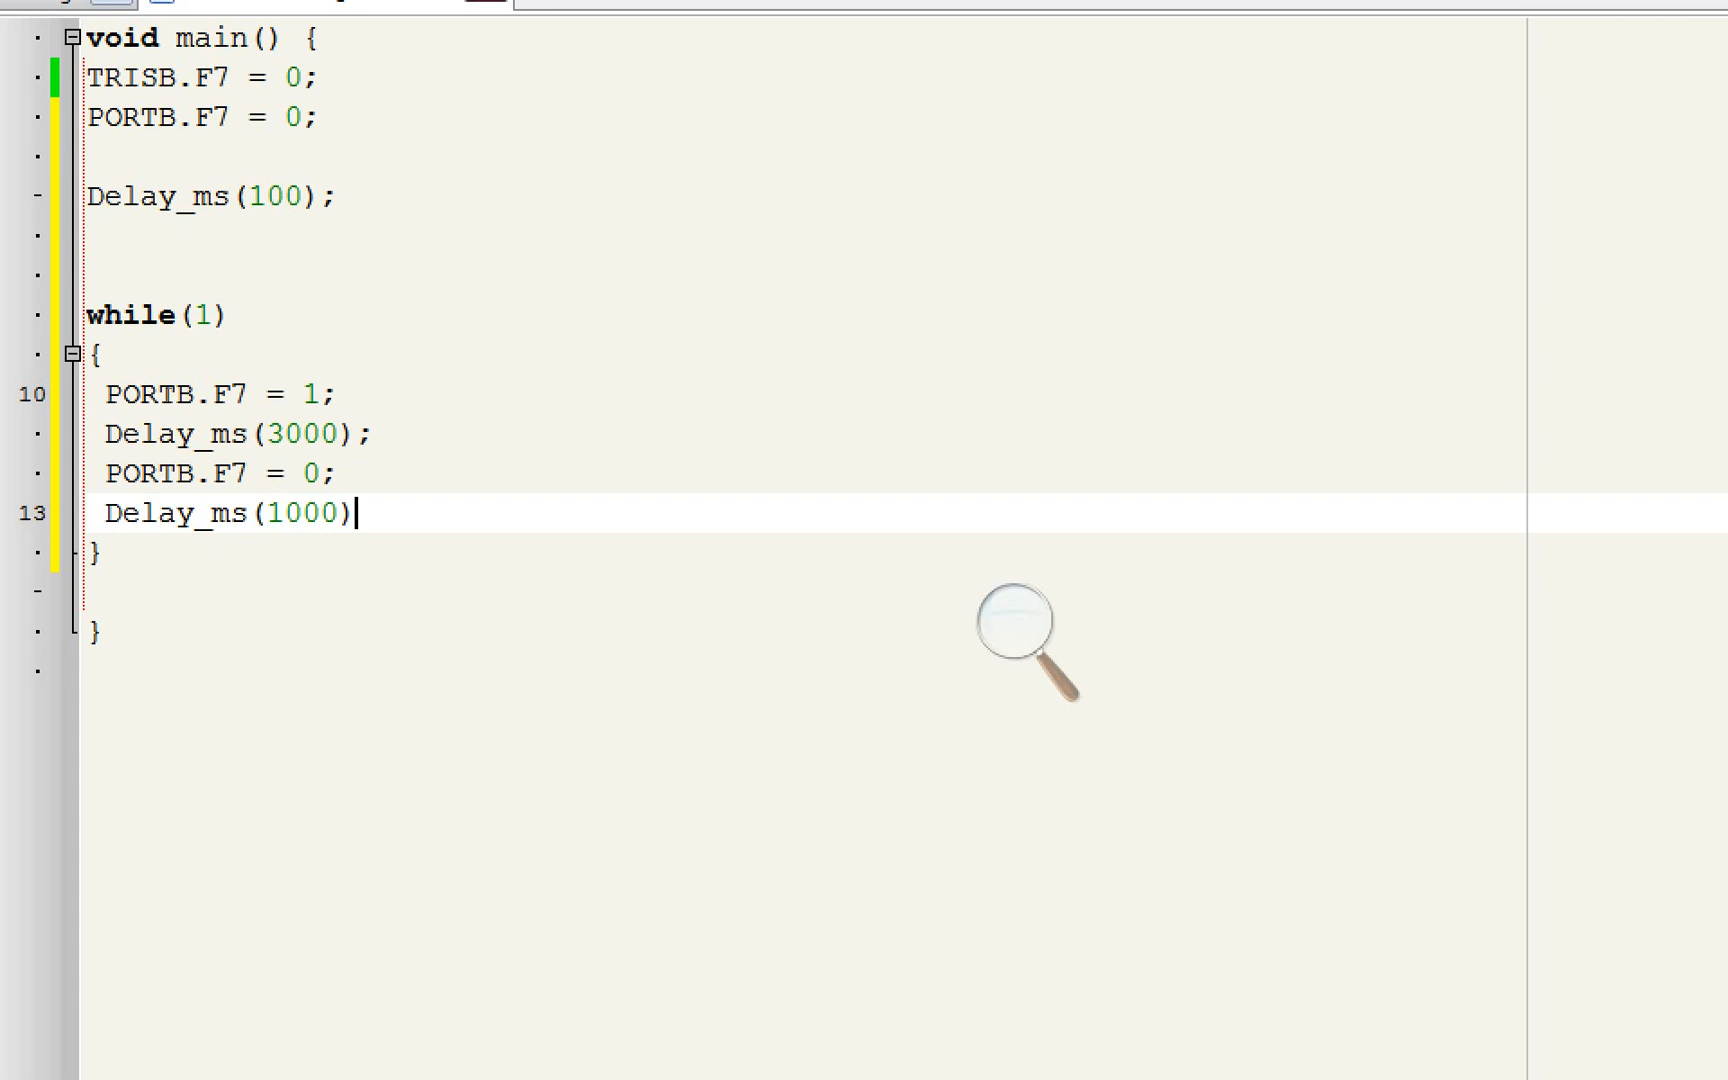 void main() {
TRISB.F7 = 0;
PORTB.F7 = 0;
Delay_ms(100);
while(1)
{
10 PORTB.F7 = 1;
Delay_ms(3000);
PORTB.F7 = 0;
13 Delay_ms(1000)
}
}